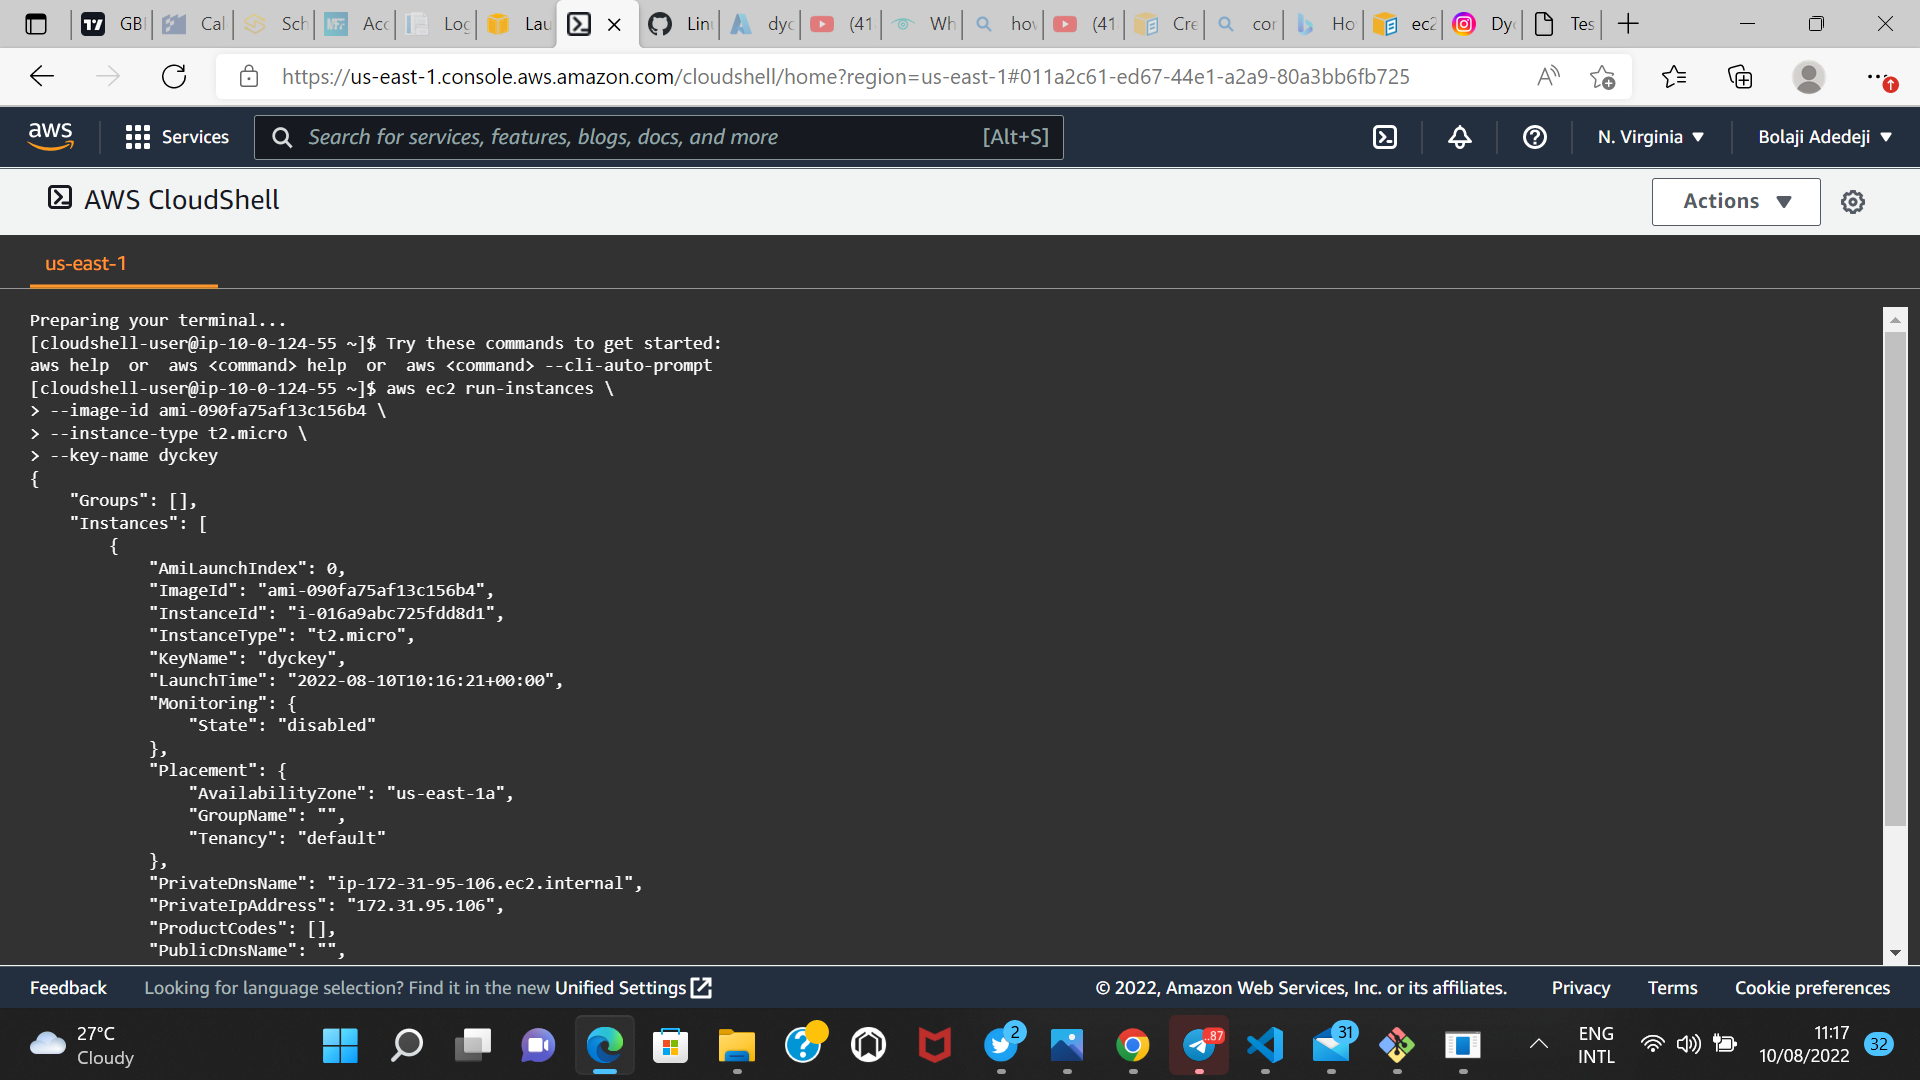 GB
Cal
Sch
Acc
Log
Lau
Lin
dyc
(41
Wh
hov
(41
Cre
cor
Ho
ec2
Dyc
Tes
https://us-east-1.console.aws.amazon.com/cloudshell/home?region=us-east-1#011a2c61-ed67-44e1-a2a9-80a3bb6fb725
aws
Services
Search for services, features, blogs, docs, and more
[Alt+S]
N. Virginia
Bolaji Adedeji
AWS CloudShell
Actions
us-east-1
Preparing your terminal...
[cloudshell-user@ip-10-0-124-55 ~]$ Try these commands to get started:
aws help  or  aws <command> help  or  aws <command> --cli-auto-prompt
[cloudshell-user@ip-10-0-124-55 ~]$ aws ec2 run-instances \
> --image-id ami-090fa75af13c156b4 \
> --instance-type t2.micro \
> --key-name dyckey
{
    "Groups": [],
    "Instances": [
        {
            "AmiLaunchIndex": 0,
            "ImageId": "ami-090fa75af13c156b4",
            "InstanceId": "i-016a9abc725fdd8d1",
            "InstanceType": "t2.micro",
            "KeyName": "dyckey",
            "LaunchTime": "2022-08-10T10:16:21+00:00",
            "Monitoring": {
                "State": "disabled"
            },
            "Placement": {
                "AvailabilityZone": "us-east-1a",
                "GroupName": "",
                "Tenancy": "default"
            },
            "PrivateDnsName": "ip-172-31-95-106.ec2.internal",
            "PrivateIpAddress": "172.31.95.106",
            "ProductCodes": [],
            "PublicDnsName": "",
Feedback
Looking for language selection? Find it in the new Unified Settings
© 2022, Amazon Web Services, Inc. or its affiliates.
Privacy
Terms
Cookie preferences
27°C
Cloudy
2
..87
31
ENG
INTL
11:17
10/08/2022
32